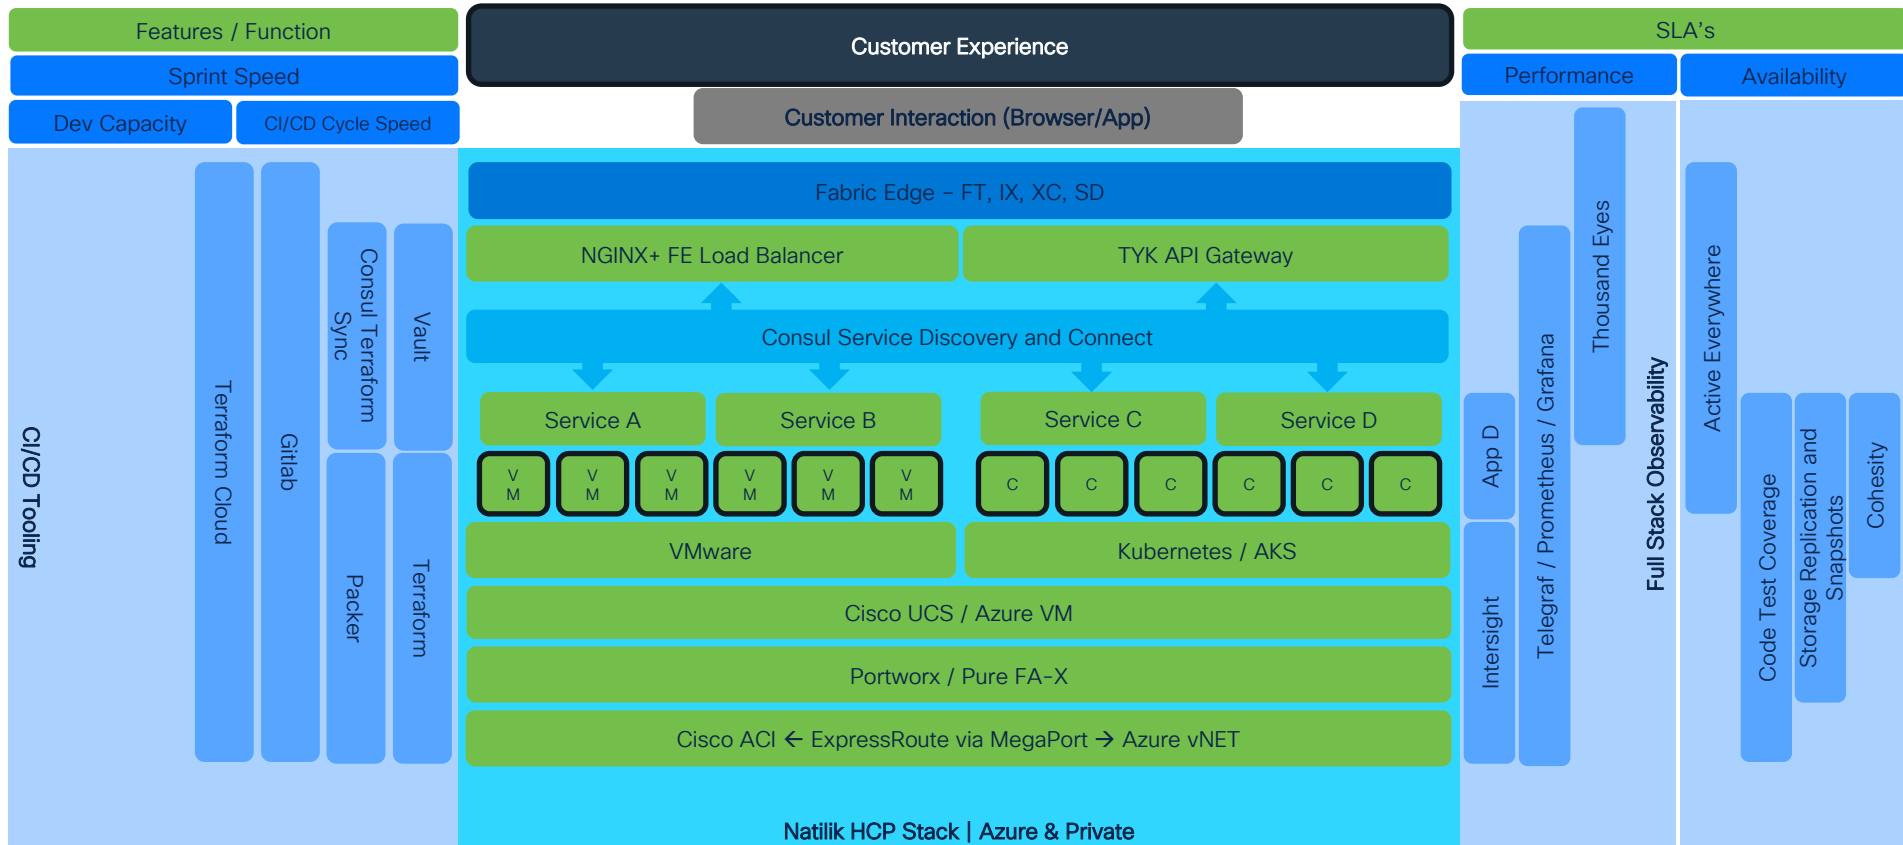 Features / Function
Sprint Speed
Dev Capacity
CI/CD Cycle Speed
Customer Experience
Customer Interaction (Browser/App)
SLA's
Performance
Availability
CI/CD Tooling
Terraform Cloud
Gitlab
Consul Terraform
Sync
Vault
Packer
Terraform
Fabric Edge – FT, IX, XC, SD
NGINX+ FE Load Balancer
TYK API Gateway
Consul Service Discovery and Connect
Service A
Service B
Service C
Service D
V
M
V
M
V
M
V
M
V
M
V
M
C
C
C
C
C
C
VMware
Kubernetes / AKS
Cisco UCS / Azure VM
Portworx / Pure FA-X
Cisco ACI ← ExpressRoute via MegaPort → Azure vNET
Natilik HCP Stack | Azure & Private
App D
Intersight
Telegraf / Prometheus / Grafana
Thousand Eyes
Full Stack Observability
Active Everywhere
Code Test Coverage
Storage Replication and
Snapshots
Cohesity